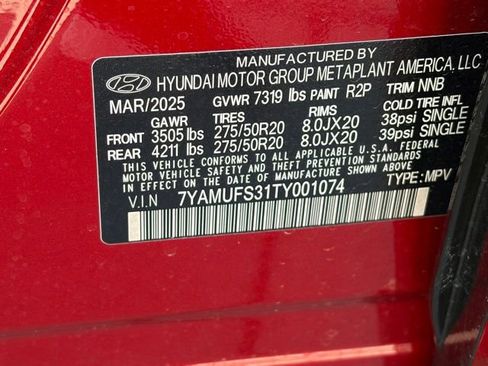 MANUFACTURED BY
HYUNDAI MOTOR GROUP METAPLANT AMERICA, LLC
MAR/2025 GVWR 7319 lbs PAINT R2P TRIM NNB
GAWR TIRES RIMS COLD TIRE INFL
FRONT 3505 lbs 275/50R20 8.0JX20 38psi SINGLE
REAR 4211 lbs 275/50R20 8.0JX20 39psi SINGLE
THIS VEHICLE CONFORMS TO ALL APPLICABLE U.S.A. FEDERAL
MOTOR VEHICLE SAFETY AND THEFT PREVENTION STANDARDS IN
EFFECT ON THE DATE OF MANUFACTURE SHOWN ABOVE.
V.I.N 7YAMUFS31TY001074 TYPE: MPV